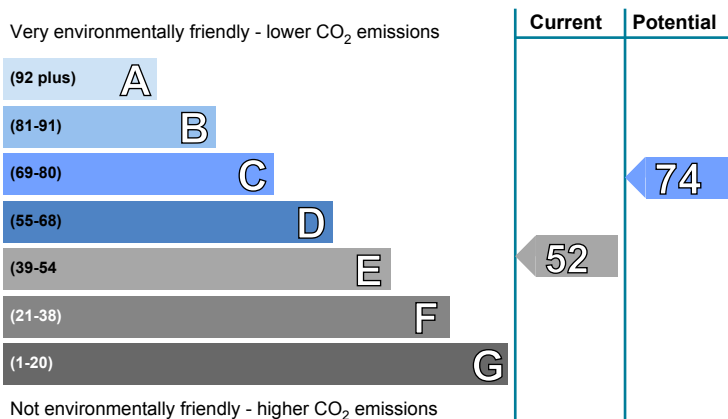 Current Potential
Very environmentally friendly - lower CO2 emissions
(92 plus) A
(81-91) B
(69-80) C 74
(55-68) D
(39-54 E 52
(21-38) F
(1-20) G
Not environmentally friendly - higher CO2 emissions